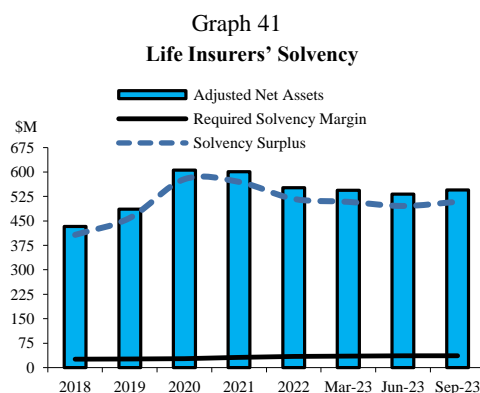 Graph 41
Life Insurers' Solvency
Adjusted Net Assets
Required Solvency Margin
$M
Solvency Surplus
675
600
525
450
375
300
225
150
75
0
2018 2019 2020 2021 2022 Mar-23 Jun-23 Sep-23